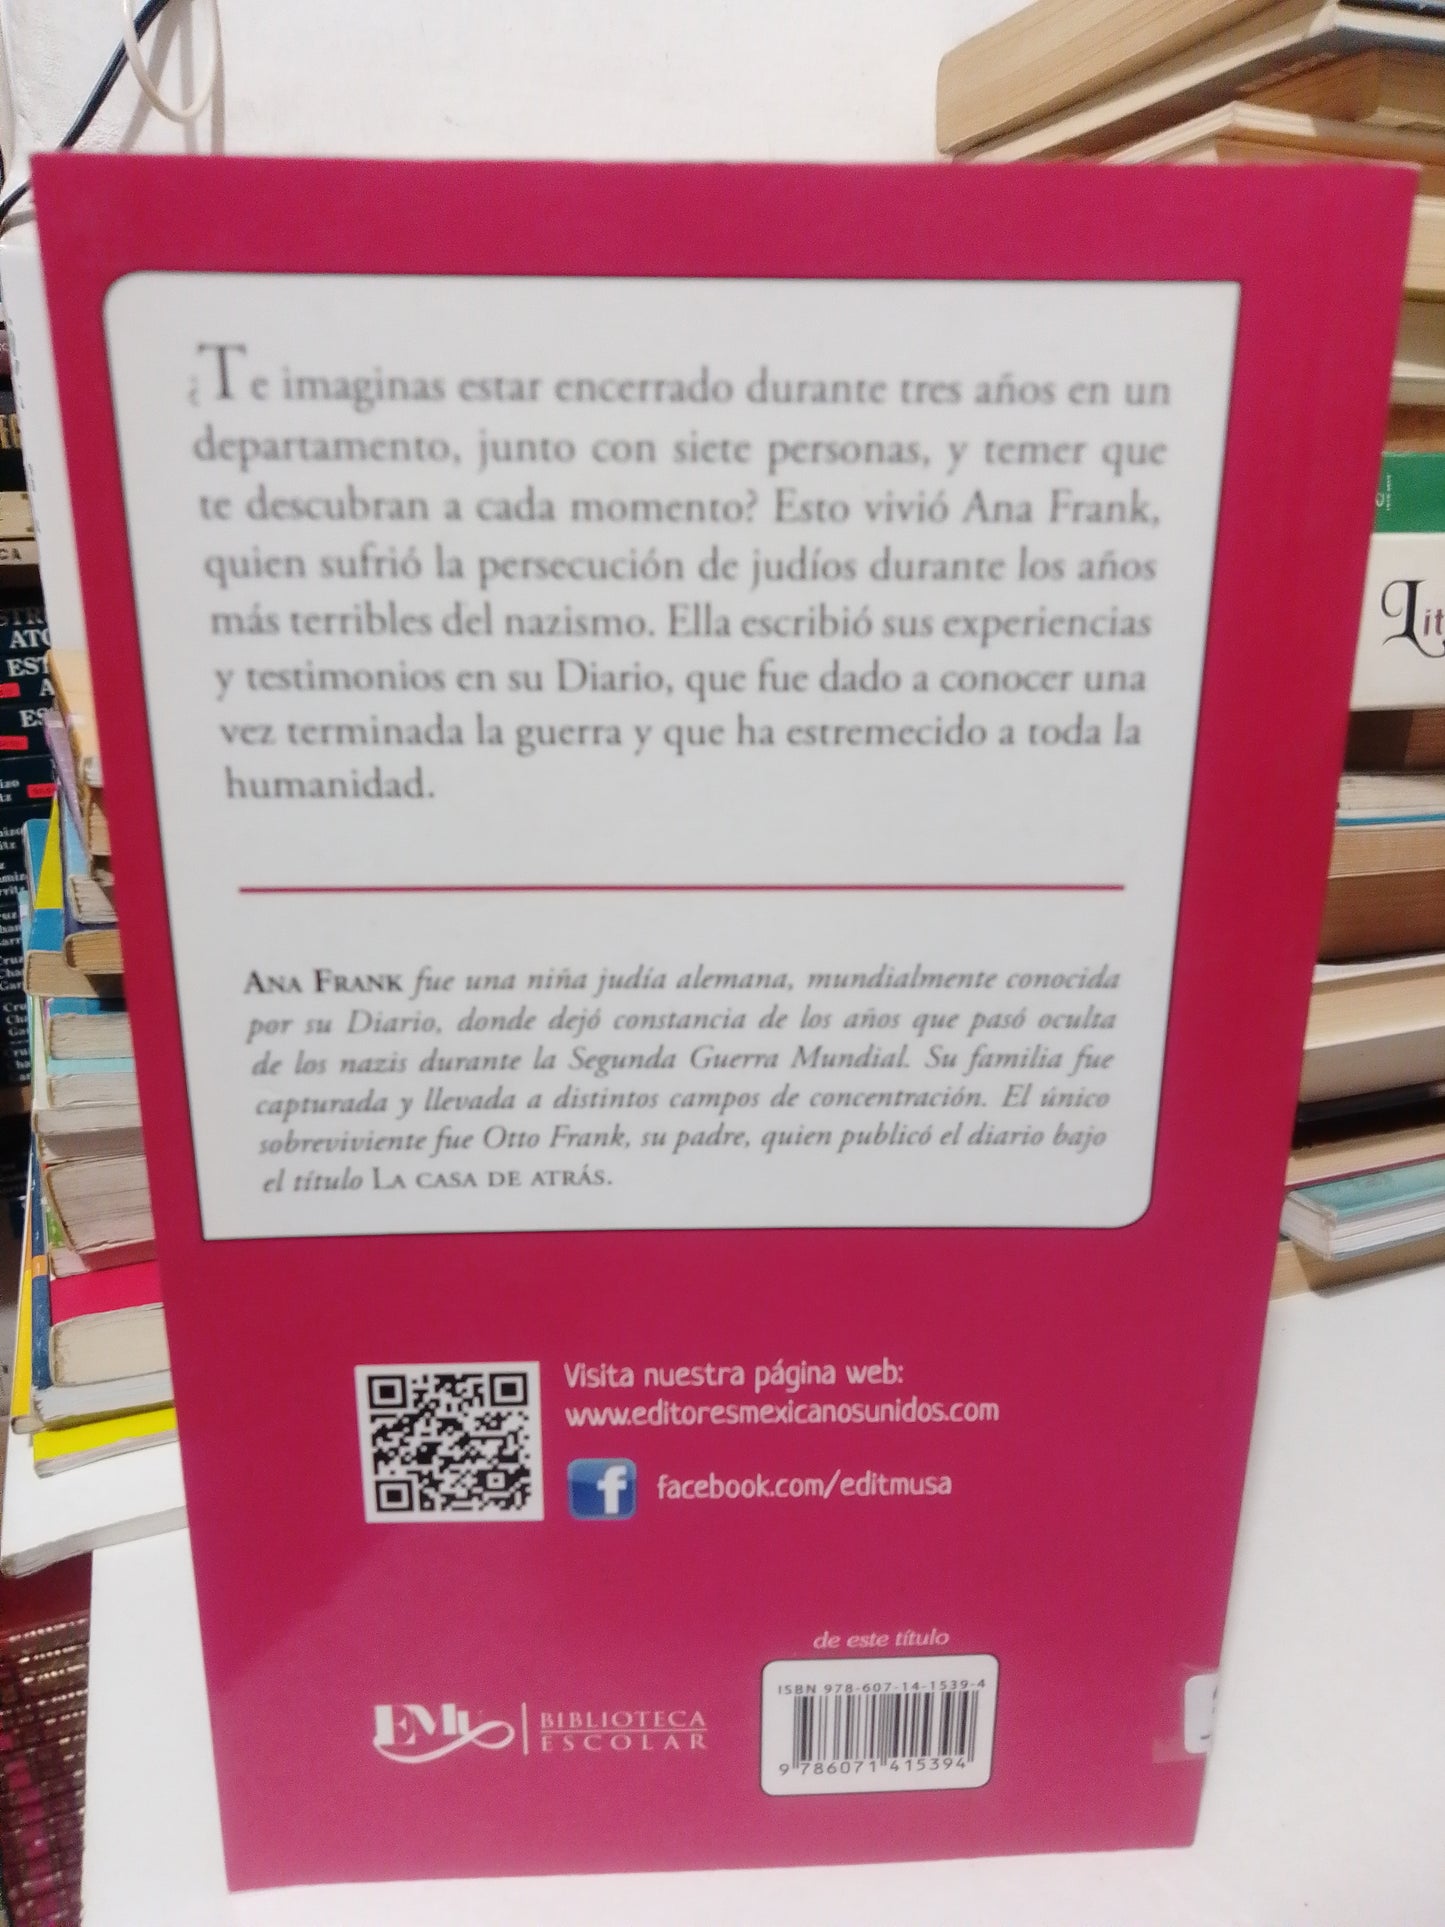 ¿Te imaginas estar encerrado durante tres años en un
departamento, junto con siete personas, y temer que
te descubran a cada momento? Esto vivió Ana Frank,
quien sufrió la persecución de judíos durante los años
más terribles del nazismo. Ella escribió sus experiencias
y testimonios en su Diario, que fue dado a conocer una
vez terminada la guerra y que ha estremecido a toda la
humanidad.
ANA FRANK fue una niña judía alemana, mundialmente conocida
por su Diario, donde dejó constancia de los años que pasó oculta
de los nazis durante la Segunda Guerra Mundial. Su familia fue
capturada y llevada a distintos campos de concentración. El único
sobreviviente fue Otto Frank, su padre, quien publicó el diario bajo
el título LA CASA DE ATRÁS.
Visita nuestra página web:
www.editoresmexicanosunidos.com
f
facebook.com/editmusa
de este título
ISBN 978-607-14-1539-4
9 786071 415394
EMU
BIBLIOTECA
ESCOLAR